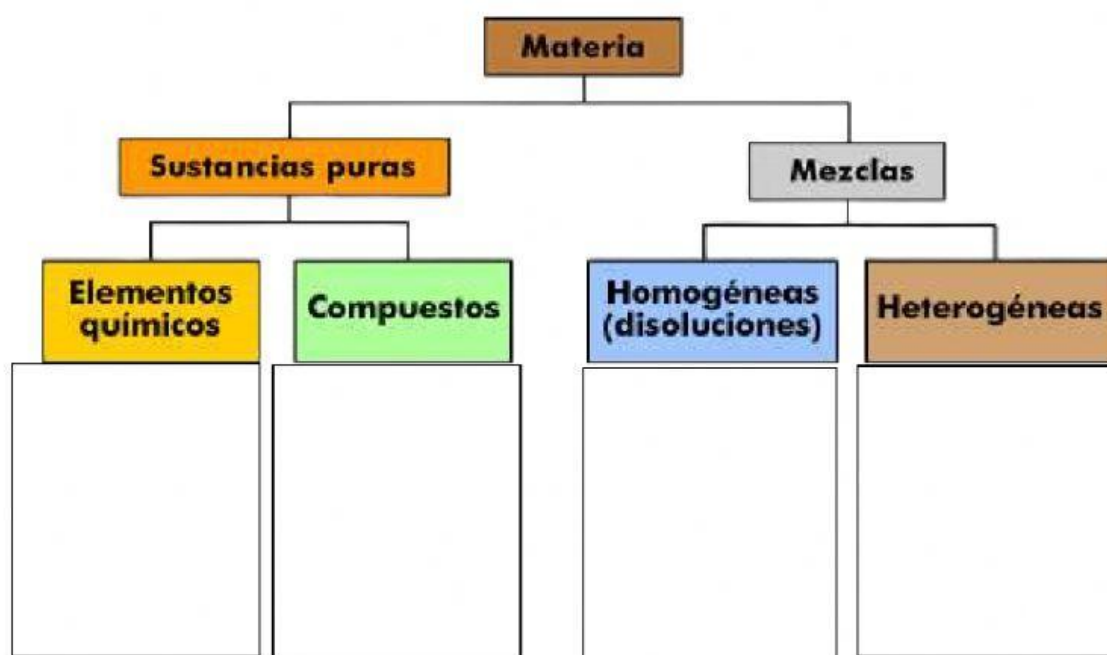 Materia
Sustancias puras
Mezclas
Elementos
químicos
Compuestos
Homogéneas
(disoluciones)
Heterogéneas